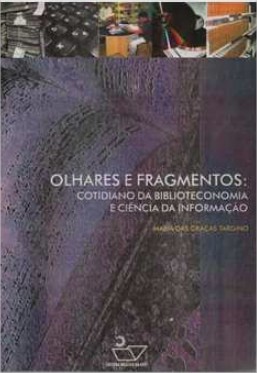 OLHARES E FRAGMENTOS:
COTIDIANO DA BIBLIOTECONOMIA
E CIÊNCIA DA INFORMAÇÃO
MARIA DAS GRAÇAS TARGINO